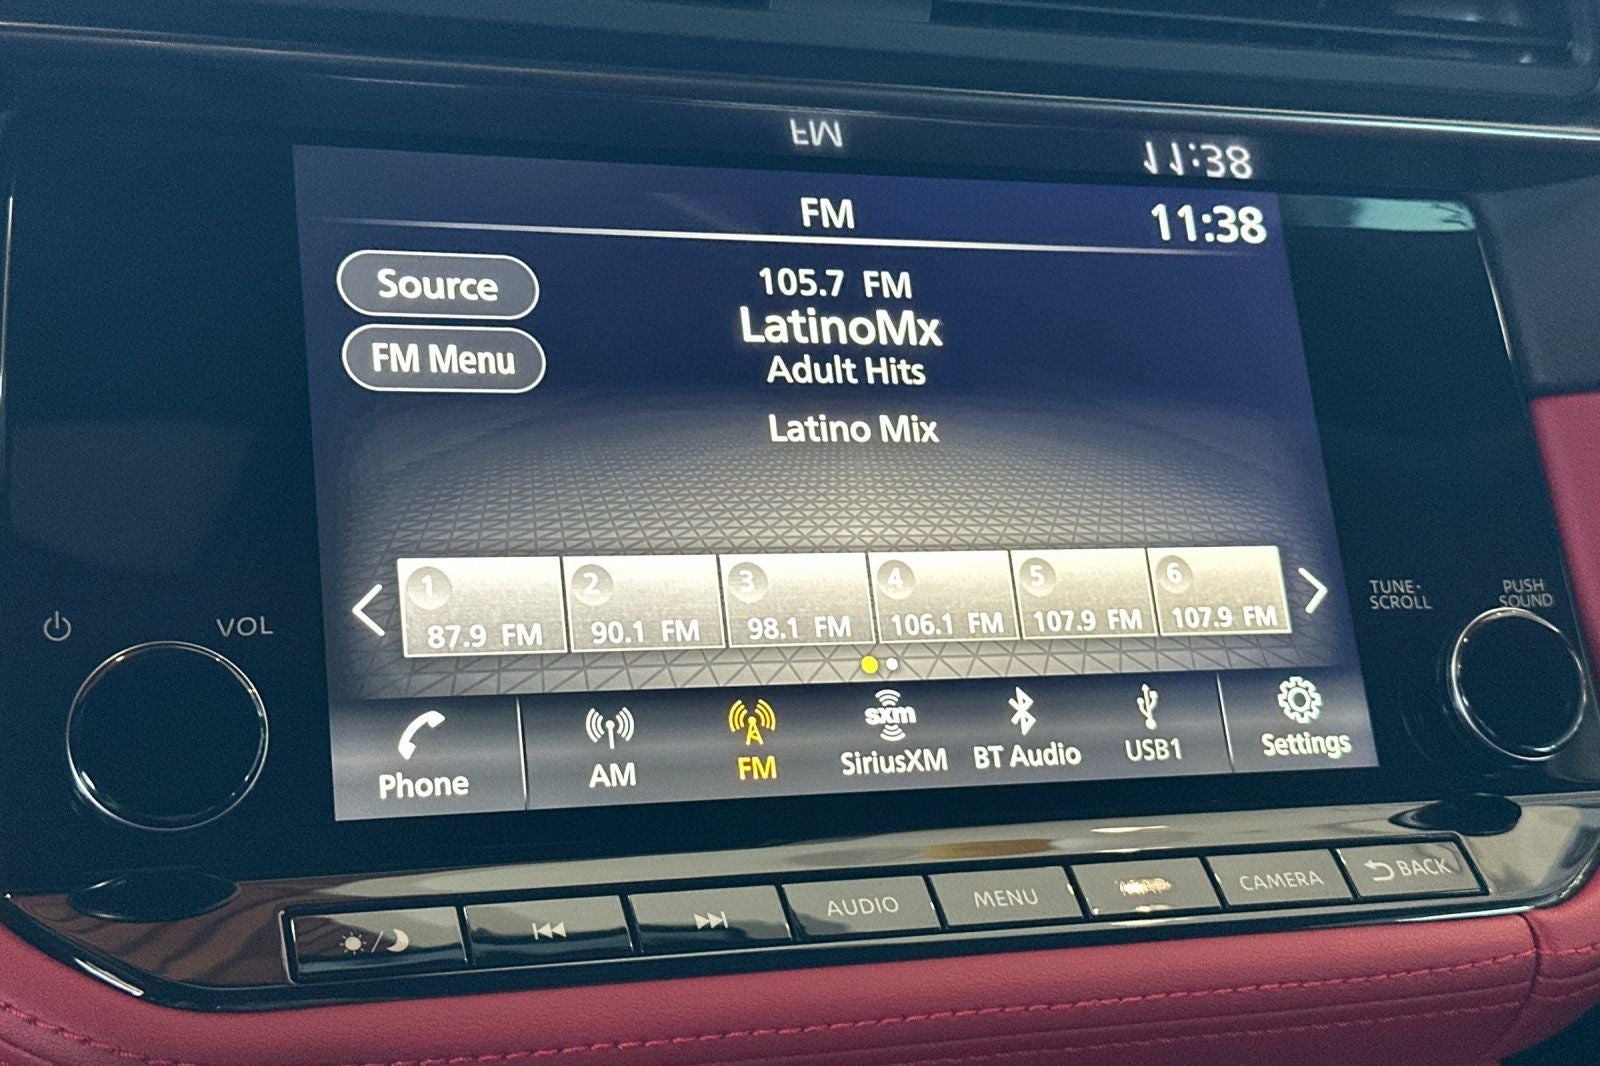 FM
11:38
FM
11:38
Source
105.7 FM
LatinoMx
FM Menu
Adult Hits
Latino Mix
1
2
3
4
5
6
87.9 FM
90.1 FM
98.1 FM
106.1 FM
107.9 FM
107.9 FM
VOL
TUNE·
SCROLL
PUSH
SOUND
Phone
AM
FM
sxm
SiriusXM
BT Audio
USB1
Settings
AUDIO
MENU
CAMERA
BACK